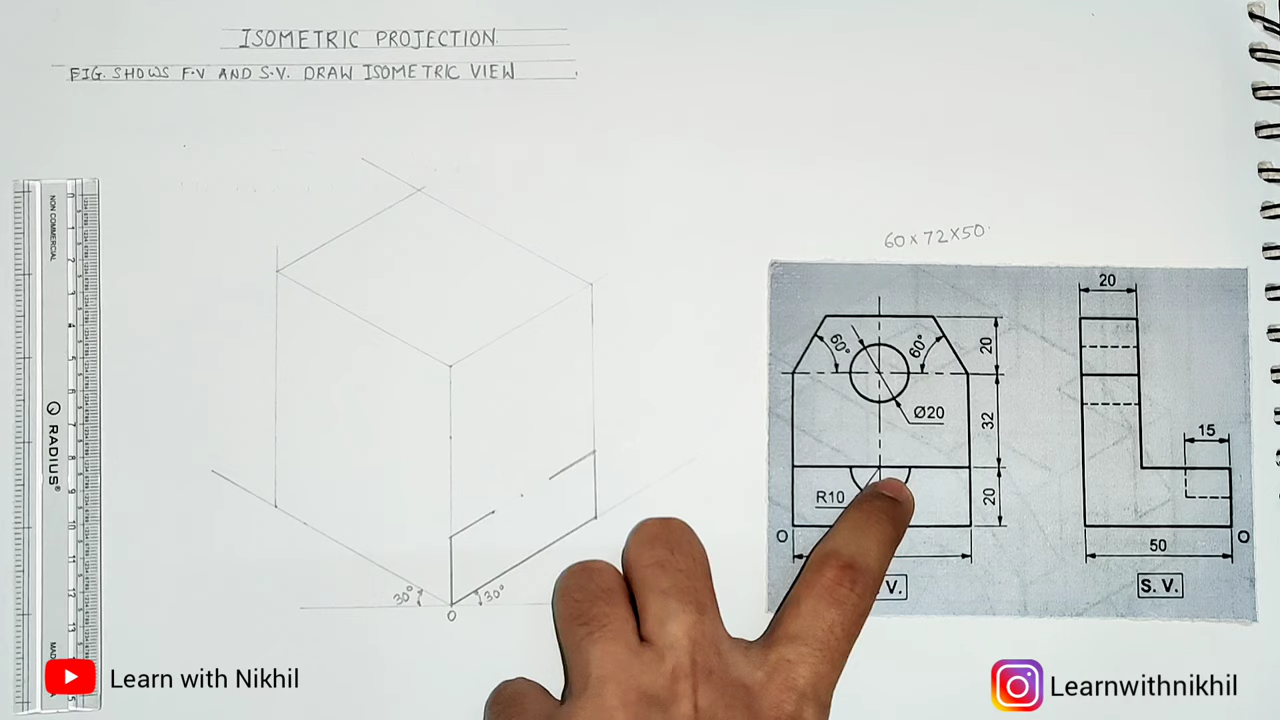 ISOMETRIC PROJECTION.
FIG. SHOWS F.V AND S.V. DRAW ISOMETRIC VIEW
60 x 72 x 50
20
60°
60°
20
Ø20
32
15
R10
20
O
O
50
V.
S. V.
30°
30°
O
NON COMMERCIAL
RADIUS
Learn with Nikhil
Learnwithnikhil